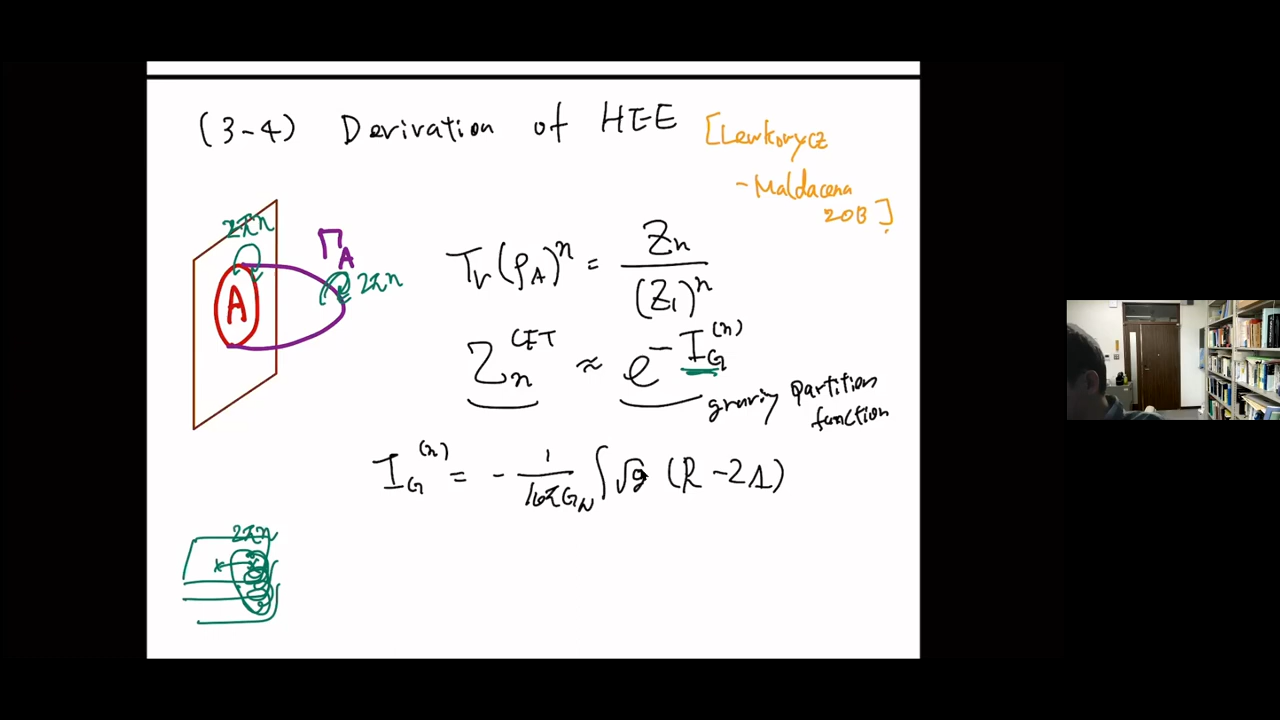 (3-4) Derivation of HEE [Lewkowycz
-Maldacena
2013]
2πn
Γ_A
2πn
A
Tr(ρ_A)^n = Z_n / (Z_1)^n
Z_n^{CFT} ≈ e^{-I_G^{(n)}}
gravity partition
function
I_G^{(n)} = - 1/16πG_N ∫ √g (R - 2Λ)
2πn